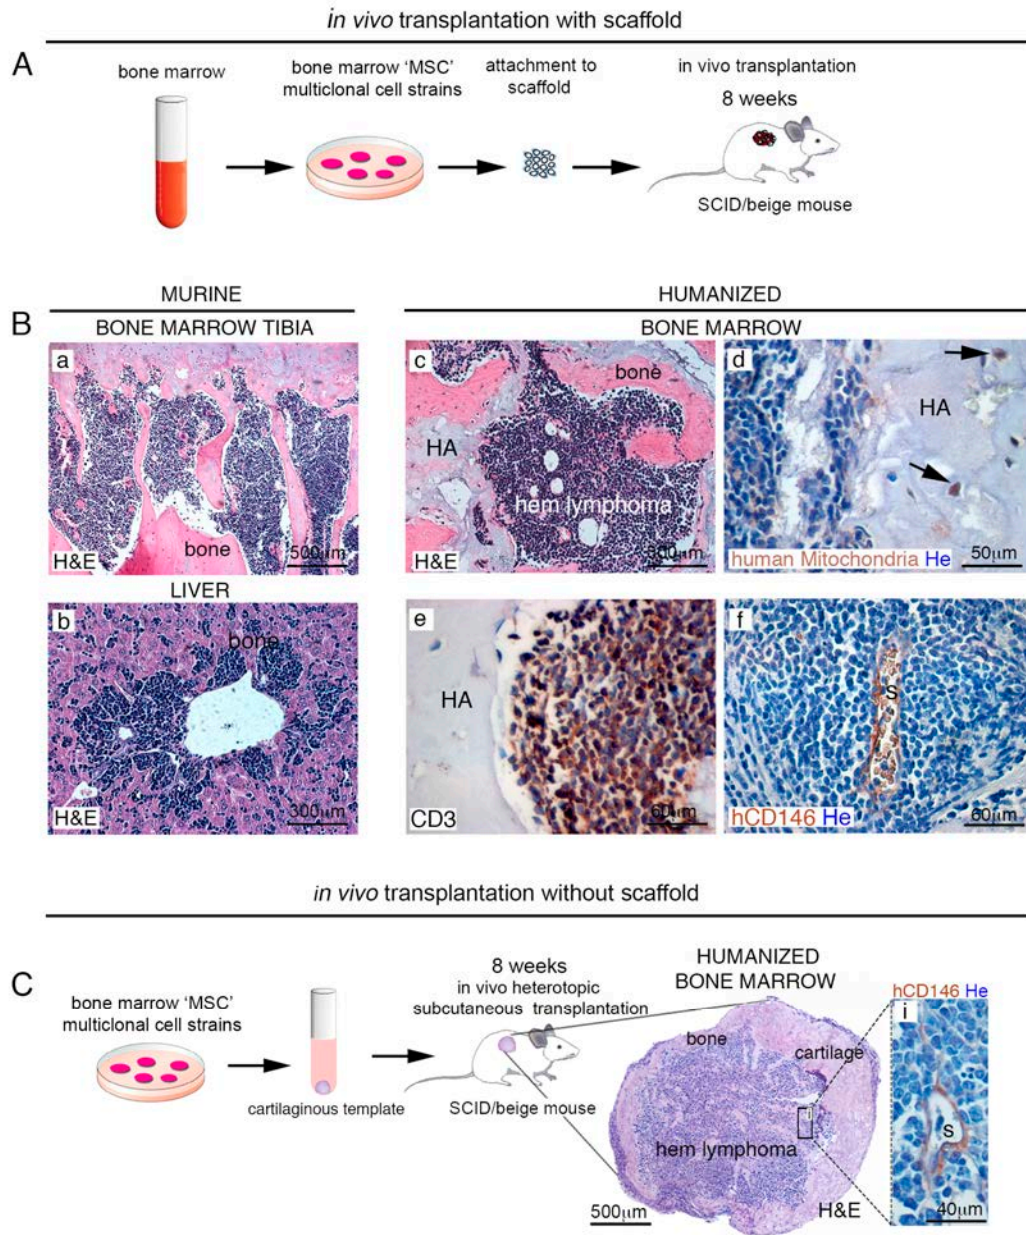 in vivo transplantation with scaffold
A
bone marrow
bone marrow 'MSC'
multiclonal cell strains
attachment to
scaffold
in vivo transplantation
8 weeks
SCID/beige mouse
MURINE
HUMANIZED
B
BONE MARROW TIBIA
BONE MARROW
a
bone
H&E
500µm
c
bone
HA
hem lymphoma
H&E
300µm
d
HA
human Mitochondria He
50µm
LIVER
b
bone
H&E
300µm
e
HA
CD3
60µm
f
S
hCD146 He
60µm
in vivo transplantation without scaffold
C
bone marrow 'MSC'
multiclonal cell strains
cartilaginous template
8 weeks
in vivo heterotopic
subcutaneous transplantation
SCID/beige mouse
HUMANIZED
BONE MARROW
bone
cartilage
i
hem lymphoma
H&E
500µm
hCD146 He
i
S
40µm